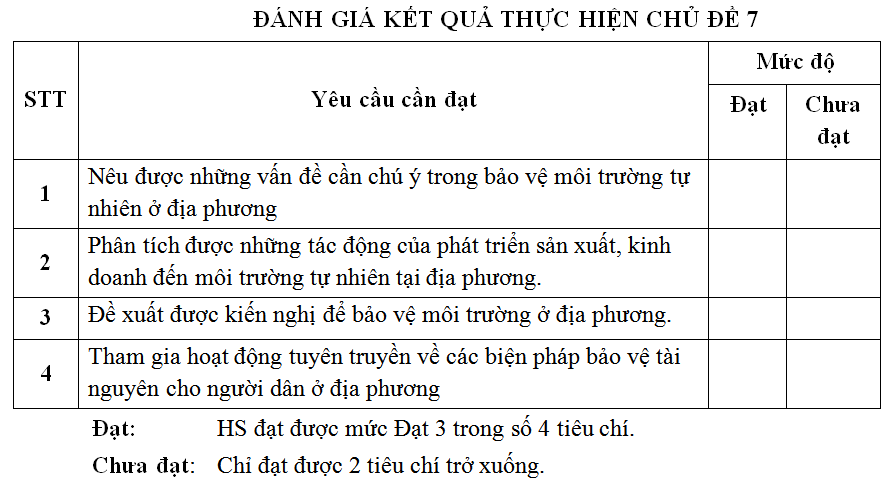 ĐÁNH GIÁ KẾT QUẢ THỰC HIỆN CHỦ ĐỀ 7
STT
Yêu cầu cần đạt
Mức độ
Đạt
Chưa
đạt
1
Nêu được những vấn đề cần chú ý trong bảo vệ môi trường tự
nhiên ở địa phương
2
Phân tích được những tác động của phát triển sản xuất, kinh
doanh đến môi trường tự nhiên tại địa phương.
3
Đề xuất được kiến nghị để bảo vệ môi trường ở địa phương.
4
Tham gia hoạt động tuyên truyền về các biện pháp bảo vệ tài
nguyên cho người dân ở địa phương
Đạt: HS đạt được mức Đạt 3 trong số 4 tiêu chí.
Chưa đạt: Chỉ đạt được 2 tiêu chí trở xuống.